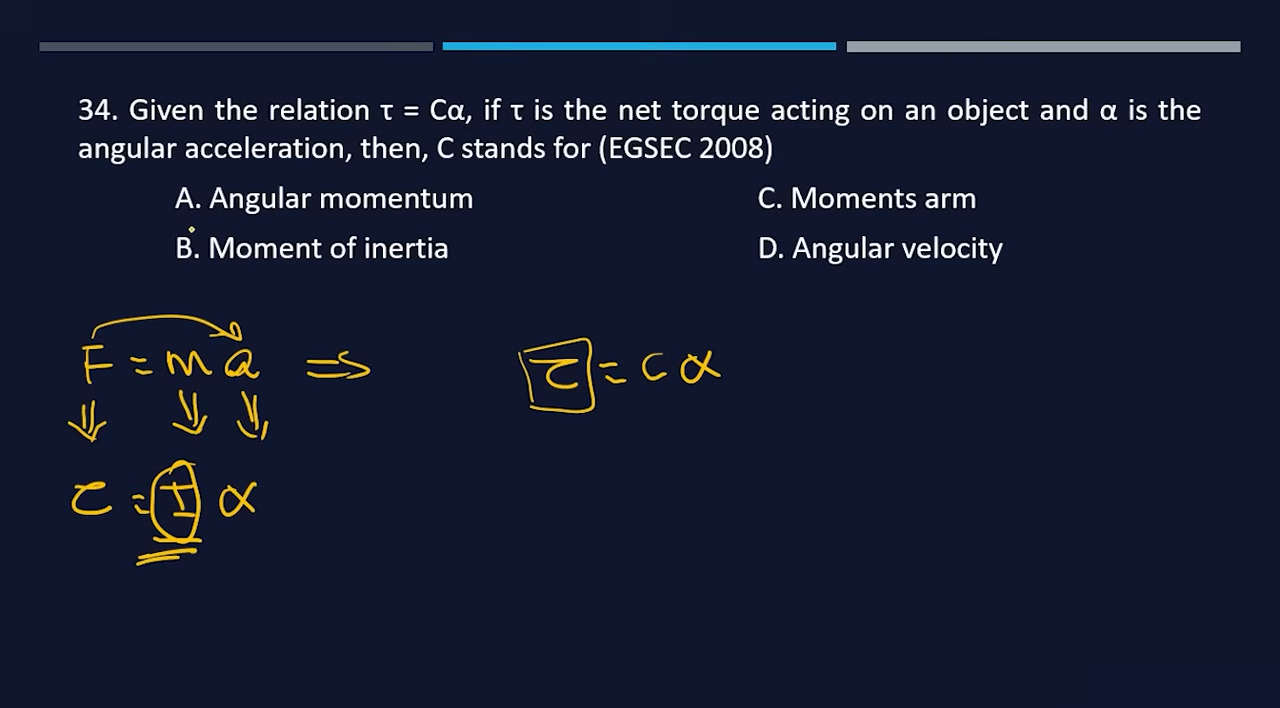 34. Given the relation τ = Cα, if τ is the net torque acting on an object and α is the
angular acceleration, then, C stands for (EGSEC 2008)
A. Angular momentum
C. Moments arm
B. Moment of inertia
D. Angular velocity
F = ma ⇒
τ = Cα
τ = I α